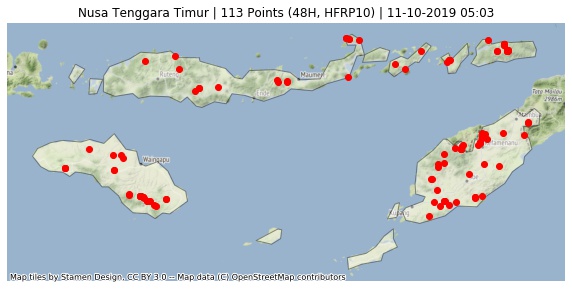 Nusa Tenggara Timur | 113 Points (48H, HFRP10) | 11-10-2019 05:03
Ruteng
Maumere
Ende
Waingapu
Kupang
Map tiles by Stamen Design, CC BY 3.0 -- Map data (C) OpenStreetMap contributors